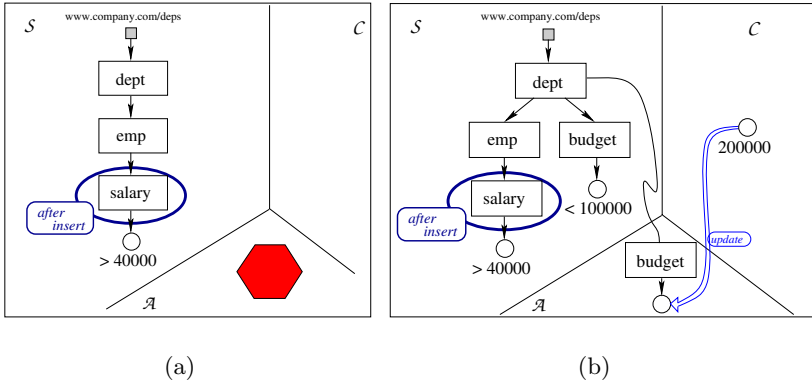 www.company.com/deps
S
C
dept
emp
salary
after
insert
> 40000
A
(a)
www.company.com/deps
S
C
dept
emp
budget
200000
salary
< 100000
after
insert
update
> 40000
budget
A
(b)